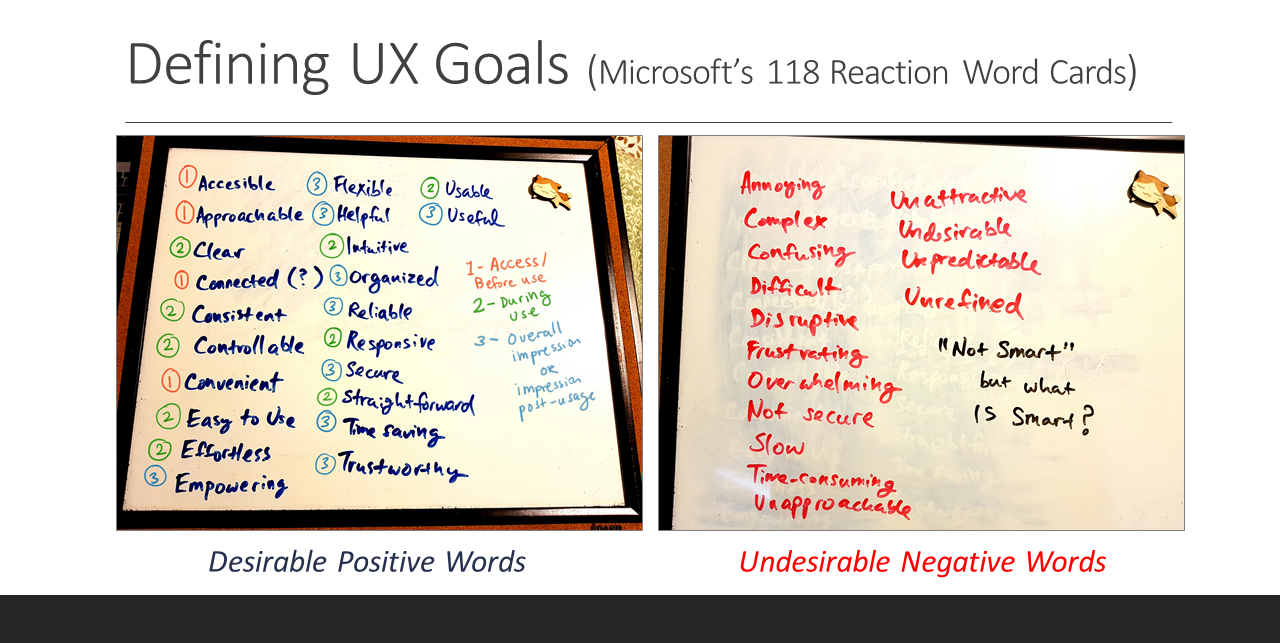 Defining UX Goals (Microsoft's 118 Reaction Word Cards)
① Accesible
① Approachable
② Clear
① Connected (?)
② Consistent
② Controllable
① Convenient
② Easy to Use
② Effortless
③ Empowering
③ Flexible
③ Helpful
② Intuitive
③ Organized
③ Reliable
② Responsive
③ Secure
② Straightforward
③ Time saving
③ Trustworthy
② Usable
③ Useful
1- Access/
Before use
2- During
Use
3- Overall
impression
or
impression
post-usage
Annoying
Complex
Confusing
Difficult
Disruptive
Frustrating
Overwhelming
Not secure
Slow
Time-consuming
Unapproachable
Unattractive
Undesirable
Unpredictable
Unrefined
"Not Smart"
but what
is Smart?
Desirable Positive Words
Undesirable Negative Words